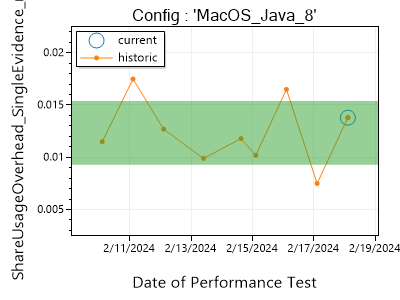 Config : 'MacOS_Java_8'
current
historic
ShareUsageOverhead_SingleEvidence_
0.02
0.015
0.01
0.005
2/11/2024
2/13/2024
2/15/2024
2/17/2024
2/19/2024
Date of Performance Test